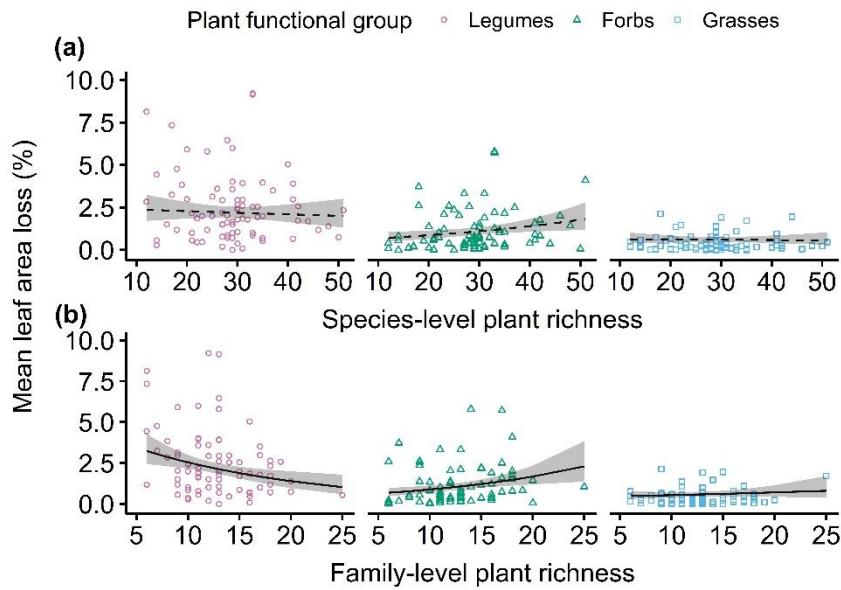 Plant functional group Legumes Forbs Grasses
(a)
Mean leaf area loss (%)
10.0
7.5
5.0
2.5
0.0
10 20 30 40 50 10 20 30 40 50 10 20 30 40 50
Species-level plant richness
(b)
10.0
7.5
5.0
2.5
0.0
5 10 15 20 25 5 10 15 20 25 5 10 15 20 25
Family-level plant richness